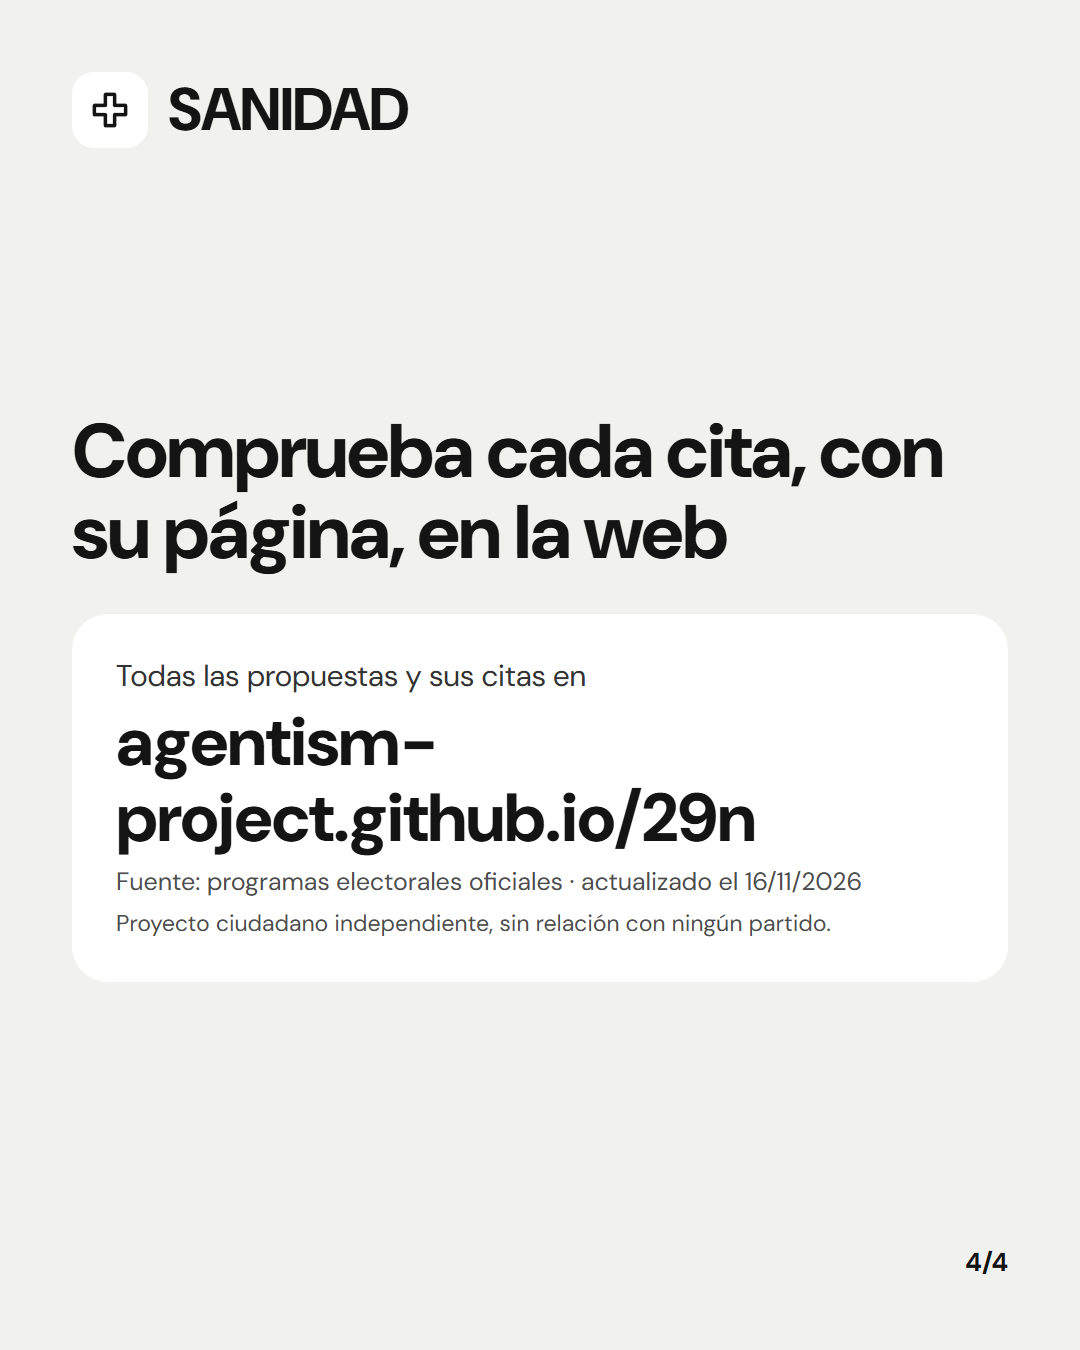 SANIDAD
Comprueba cada cita, con
su página, en la web
Todas las propuestas y sus citas en
agentism-
project.github.io/29n
Fuente: programas electorales oficiales · actualizado el 16/11/2026
Proyecto ciudadano independiente, sin relación con ningún partido.
4/4